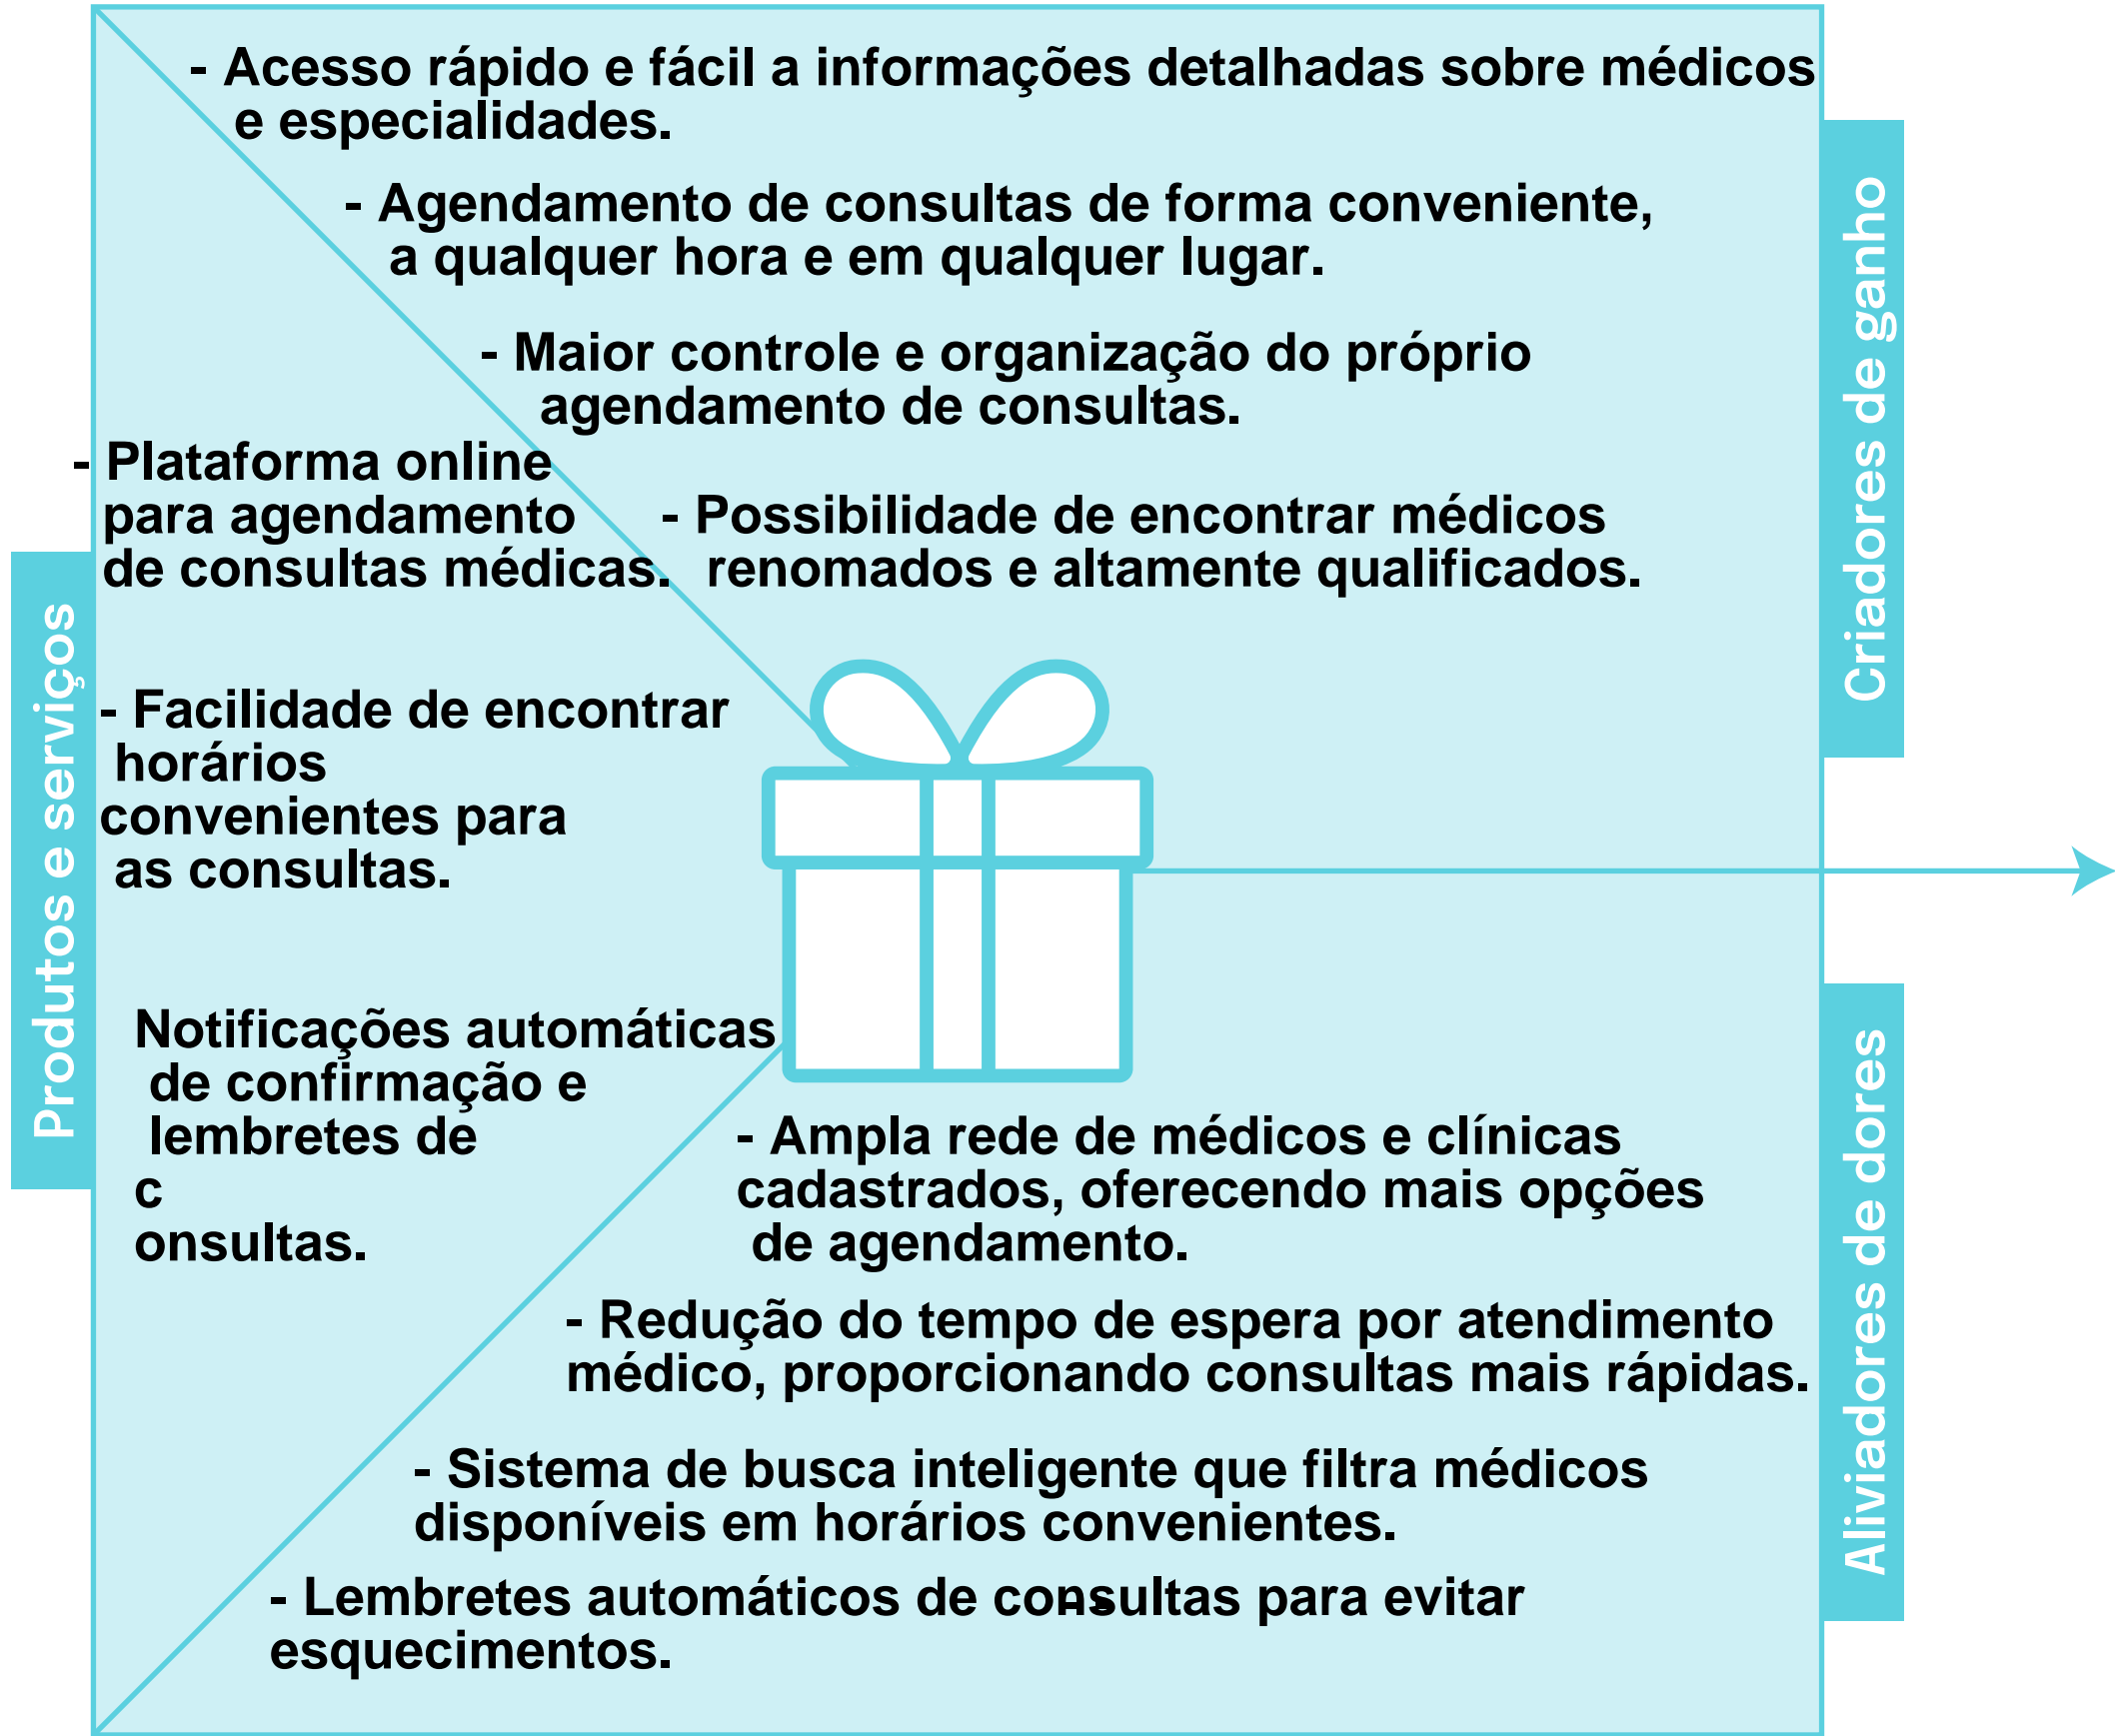 - Acesso rápido e fácil a informações detalhadas sobre médicos
e especialidades.
- Agendamento de consultas de forma conveniente,
a qualquer hora e em qualquer lugar.
- Maior controle e organização do próprio
agendamento de consultas.
- Possibilidade de encontrar médicos
renomados e altamente qualificados.
Criadores de ganho
- Plataforma online
para agendamento
de consultas médicas.
- Facilidade de encontrar
horários
convenientes para
as consultas.
Notificações automáticas
de confirmação e
lembretes de
c
onsultas.
Produtos e serviços
- Ampla rede de médicos e clínicas
cadastrados, oferecendo mais opções
de agendamento.
- Redução do tempo de espera por atendimento
médico, proporcionando consultas mais rápidas.
- Sistema de busca inteligente que filtra médicos
disponíveis em horários convenientes.
- Lembretes automáticos de consultas para evitar
esquecimentos.
Aliviadores de dores